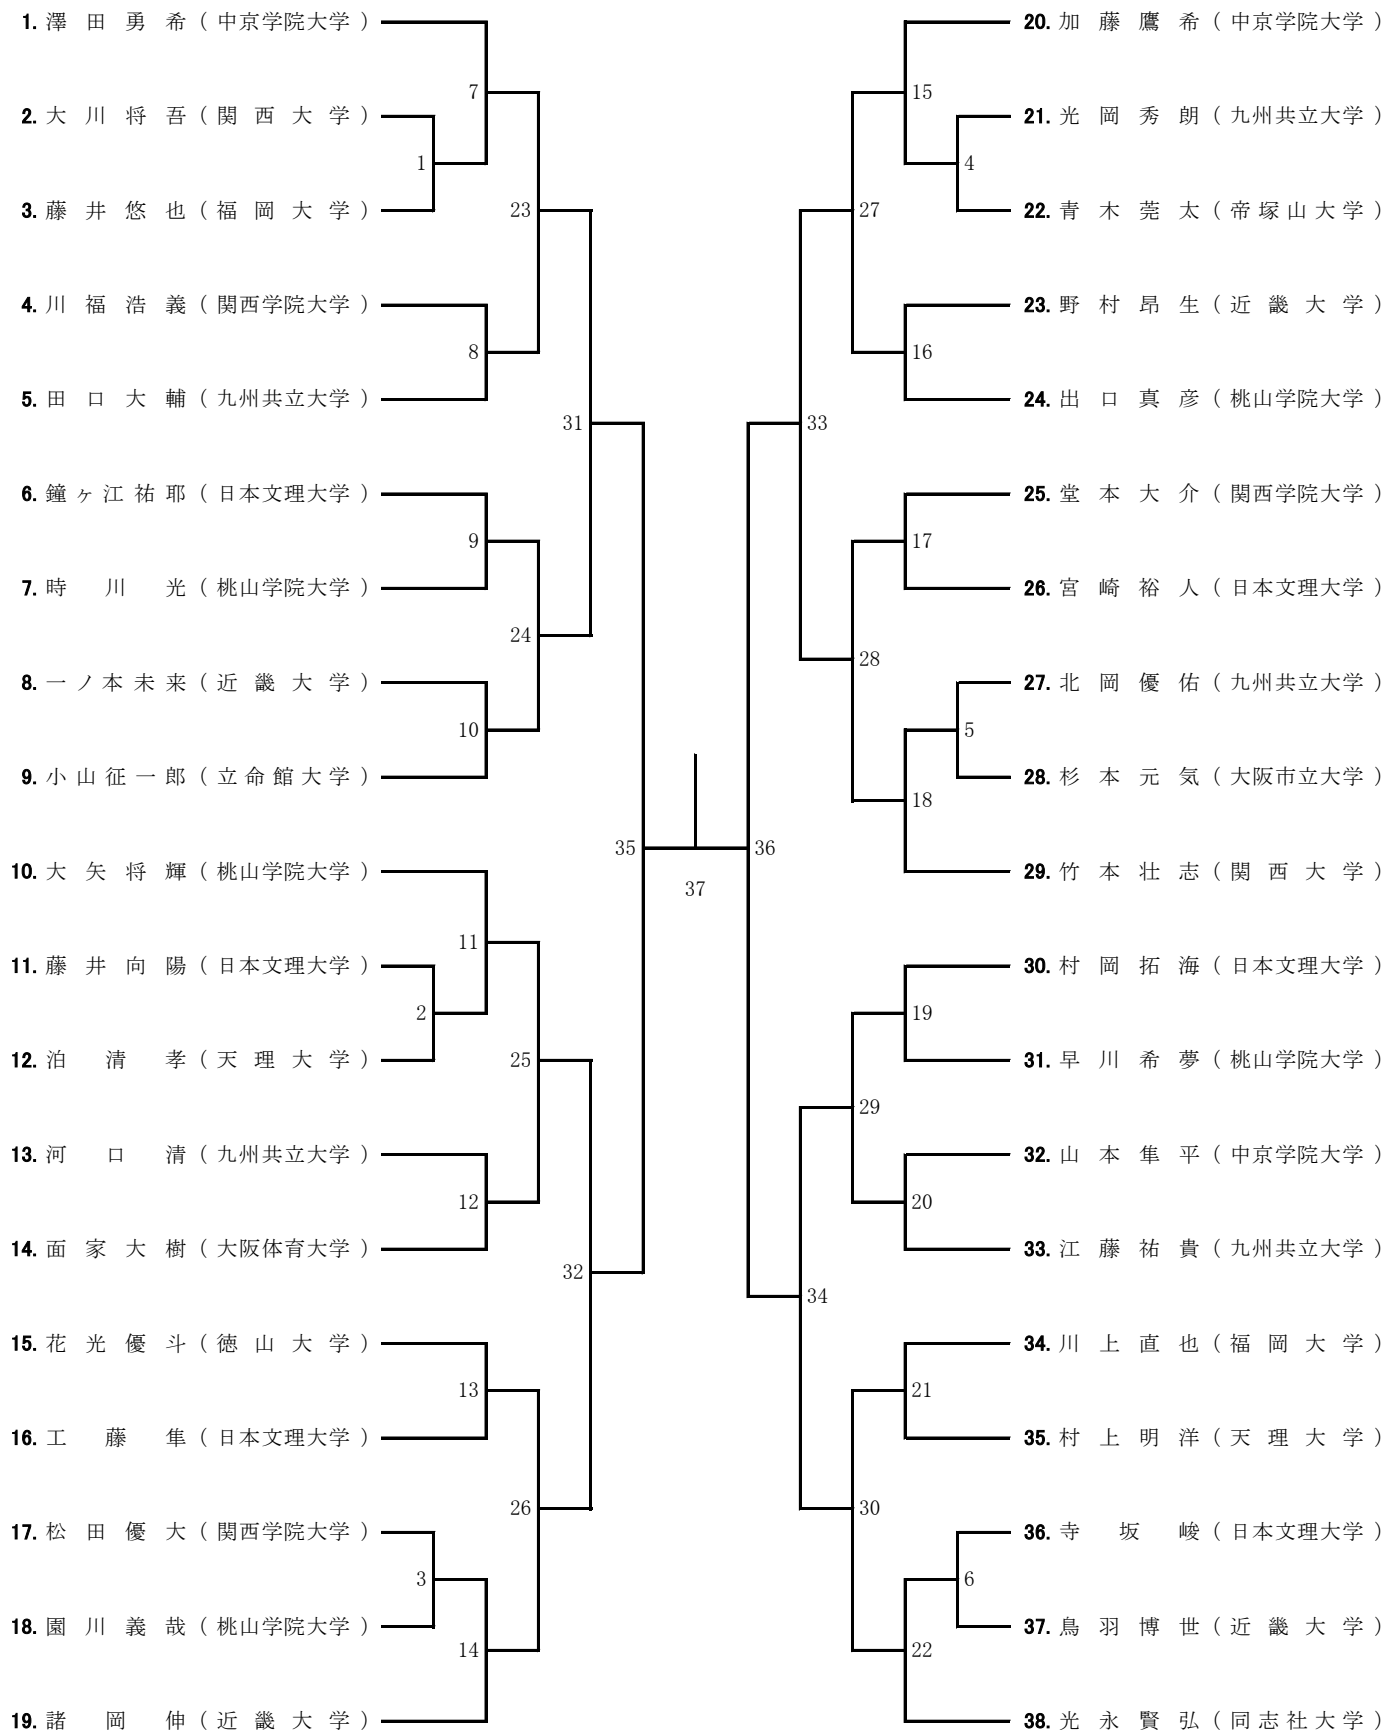 1. 澤田勇希（中京学院大学）
7
2. 大川将吾（関西大学）
1
3. 藤井悠也（福岡大学）
23
4. 川福浩義（関西学院大学）
8
5. 田口大輔（九州共立大学）
31
6. 鐘ヶ江祐耶（日本文理大学）
9
7. 時川光（桃山学院大学）
24
8. 一ノ本未来（近畿大学）
10
9. 小山征一郎（立命館大学）
35
10. 大矢将輝（桃山学院大学）
11
11. 藤井向陽（日本文理大学）
2
12. 泊清孝（天理大学）
25
13. 河口清（九州共立大学）
12
14. 面家大樹（大阪体育大学）
32
15. 花光優斗（徳山大学）
13
16. 工藤隼（日本文理大学）
26
17. 松田優大（関西学院大学）
3
18. 園川義哉（桃山学院大学）
14
19. 諸岡伸（近畿大学）
37
20. 加藤鷹希（中京学院大学）
15
21. 光岡秀朗（九州共立大学）
4
22. 青木莞太（帝塚山大学）
27
23. 野村昂生（近畿大学）
16
24. 出口真彦（桃山学院大学）
33
25. 堂本大介（関西学院大学）
17
26. 宮崎裕人（日本文理大学）
28
27. 北岡優佑（九州共立大学）
5
28. 杉本元気（大阪市立大学）
18
29. 竹本壮志（関西大学）
36
30. 村岡拓海（日本文理大学）
19
31. 早川希夢（桃山学院大学）
29
32. 山本隼平（中京学院大学）
20
33. 江藤祐貴（九州共立大学）
34
34. 川上直也（福岡大学）
21
35. 村上明洋（天理大学）
30
36. 寺坂峻（日本文理大学）
6
37. 鳥羽博世（近畿大学）
22
38. 光永賢弘（同志社大学）